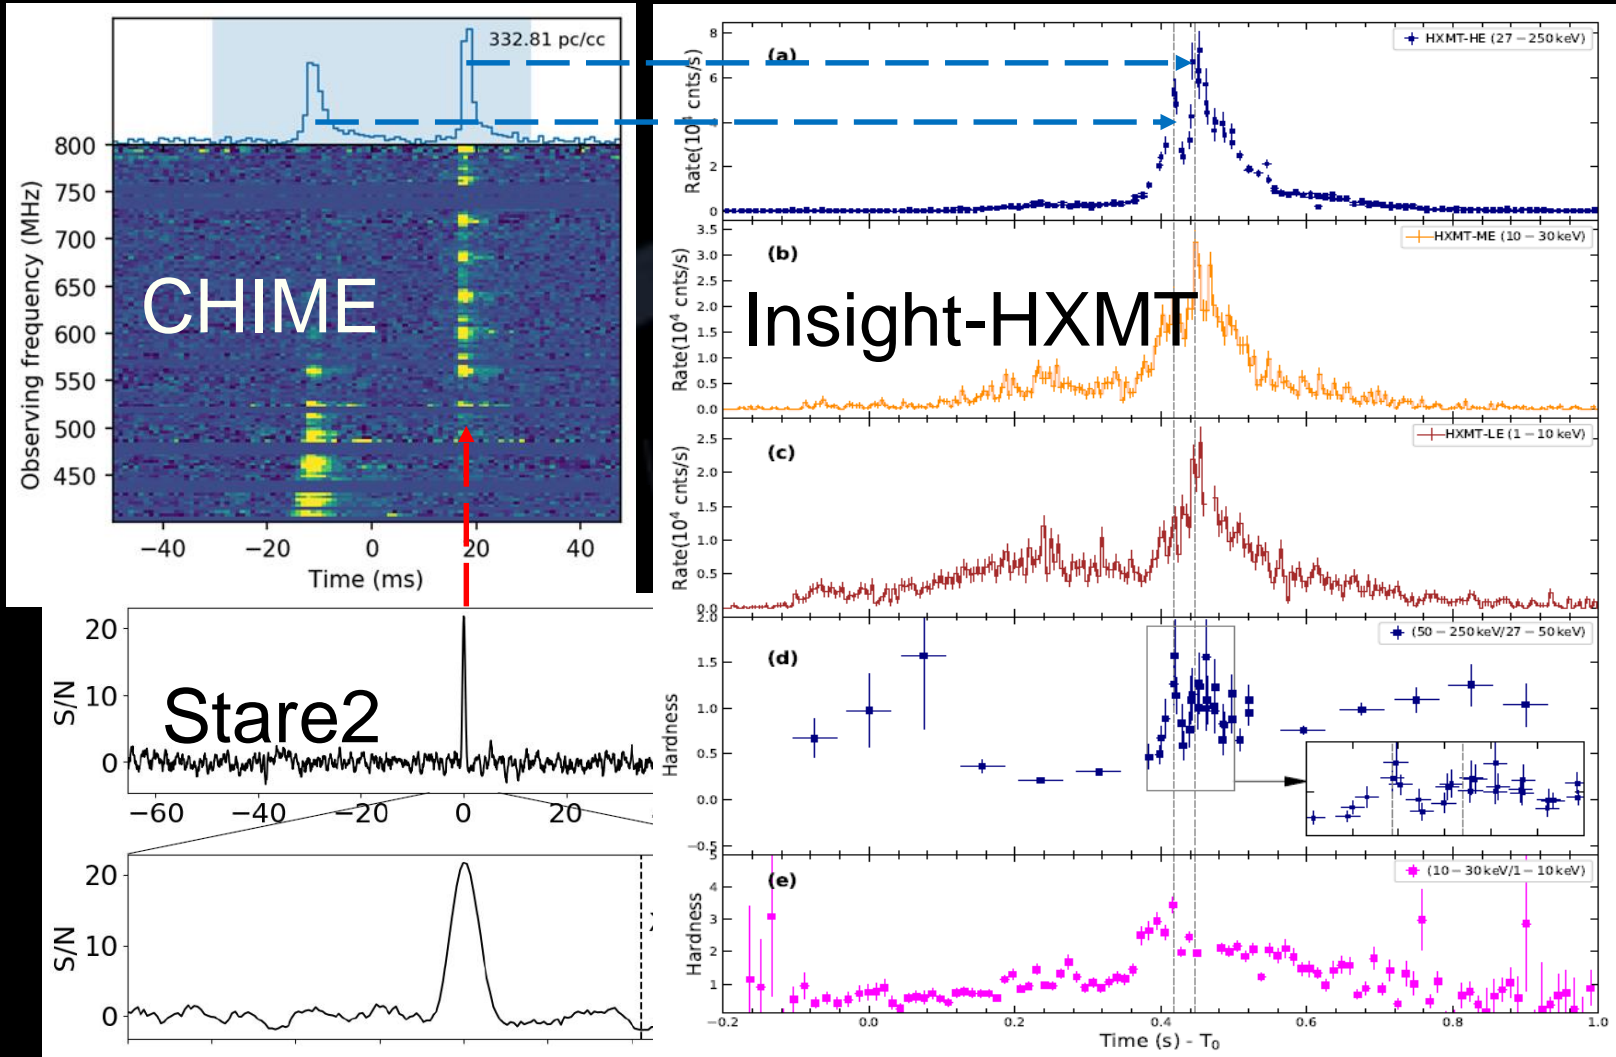 332.81 pc/cc
800
750
700
650
600
550
500
450
Observing frequency (MHz)
CHIME
−40
−20
0
20
40
Time (ms)
20
10
0
S/N
Stare2
−60
−40
−20
0
20
20
10
0
S/N
(a)
HXMT-HE (27 − 250 keV)
8
6
4
2
0
Rate(10⁴ cnts/s)
(b)
HXMT-ME (10 − 30 keV)
3.5
3.0
2.5
2.0
1.5
1.0
0.5
0.0
Rate(10⁴ cnts/s)
Insight-HXMT
(c)
HXMT-LE (1 − 10 keV)
2.5
2.0
1.5
1.0
0.5
0.0
Rate(10⁴ cnts/s)
(d)
(50 − 250 keV/27 − 50 keV)
2.0
1.5
1.0
0.5
0.0
−0.5
Hardness
(e)
(10 − 30 keV/1 − 10 keV)
5
4
3
2
1
Hardness
−0.2
0.0
0.2
0.4
0.6
0.8
1.0
Time (s) - T₀